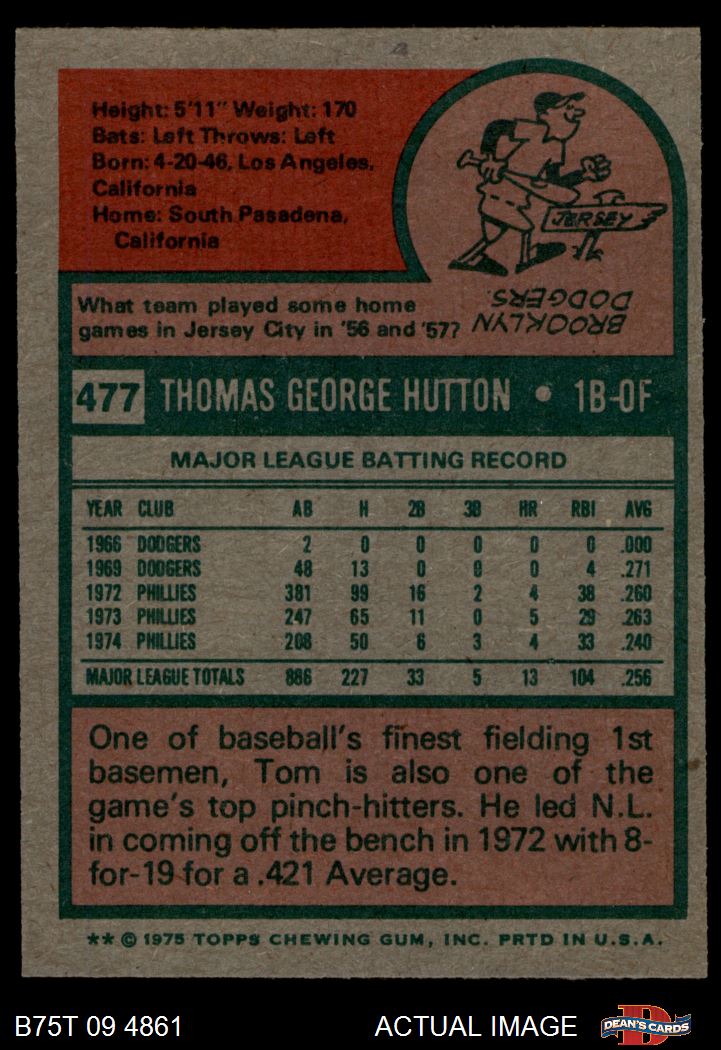 Height: 5'11" Weight: 170
Bats: Left Throws: Left
Born: 4-20-46, Los Angeles,
California
Home: South Pasadena,
California
JERSEY
What team played some home
games in Jersey City in '56 and '57?
BROOKLYN
DODGERS.
477 THOMAS GEORGE HUTTON • 1B-OF
MAJOR LEAGUE BATTING RECORD
YEAR CLUB AB H 2B 3B HR RBI AVG
1966 DODGERS 2 0 0 0 0 0 .000
1969 DODGERS 48 13 0 0 0 4 .271
1972 PHILLIES 381 99 16 2 4 38 .260
1973 PHILLIES 247 65 11 0 5 29 .263
1974 PHILLIES 208 50 6 3 4 33 .240
MAJOR LEAGUE TOTALS 886 227 33 5 13 104 .256
One of baseball's finest fielding 1st
basemen, Tom is also one of the
game's top pinch-hitters. He led N.L.
in coming off the bench in 1972 with 8-
for-19 for a .421 Average.
** © 1975 TOPPS CHEWING GUM, INC. PRTD IN U.S.A.
B75T 09 4861 ACTUAL IMAGE D DEAN'S CARDS